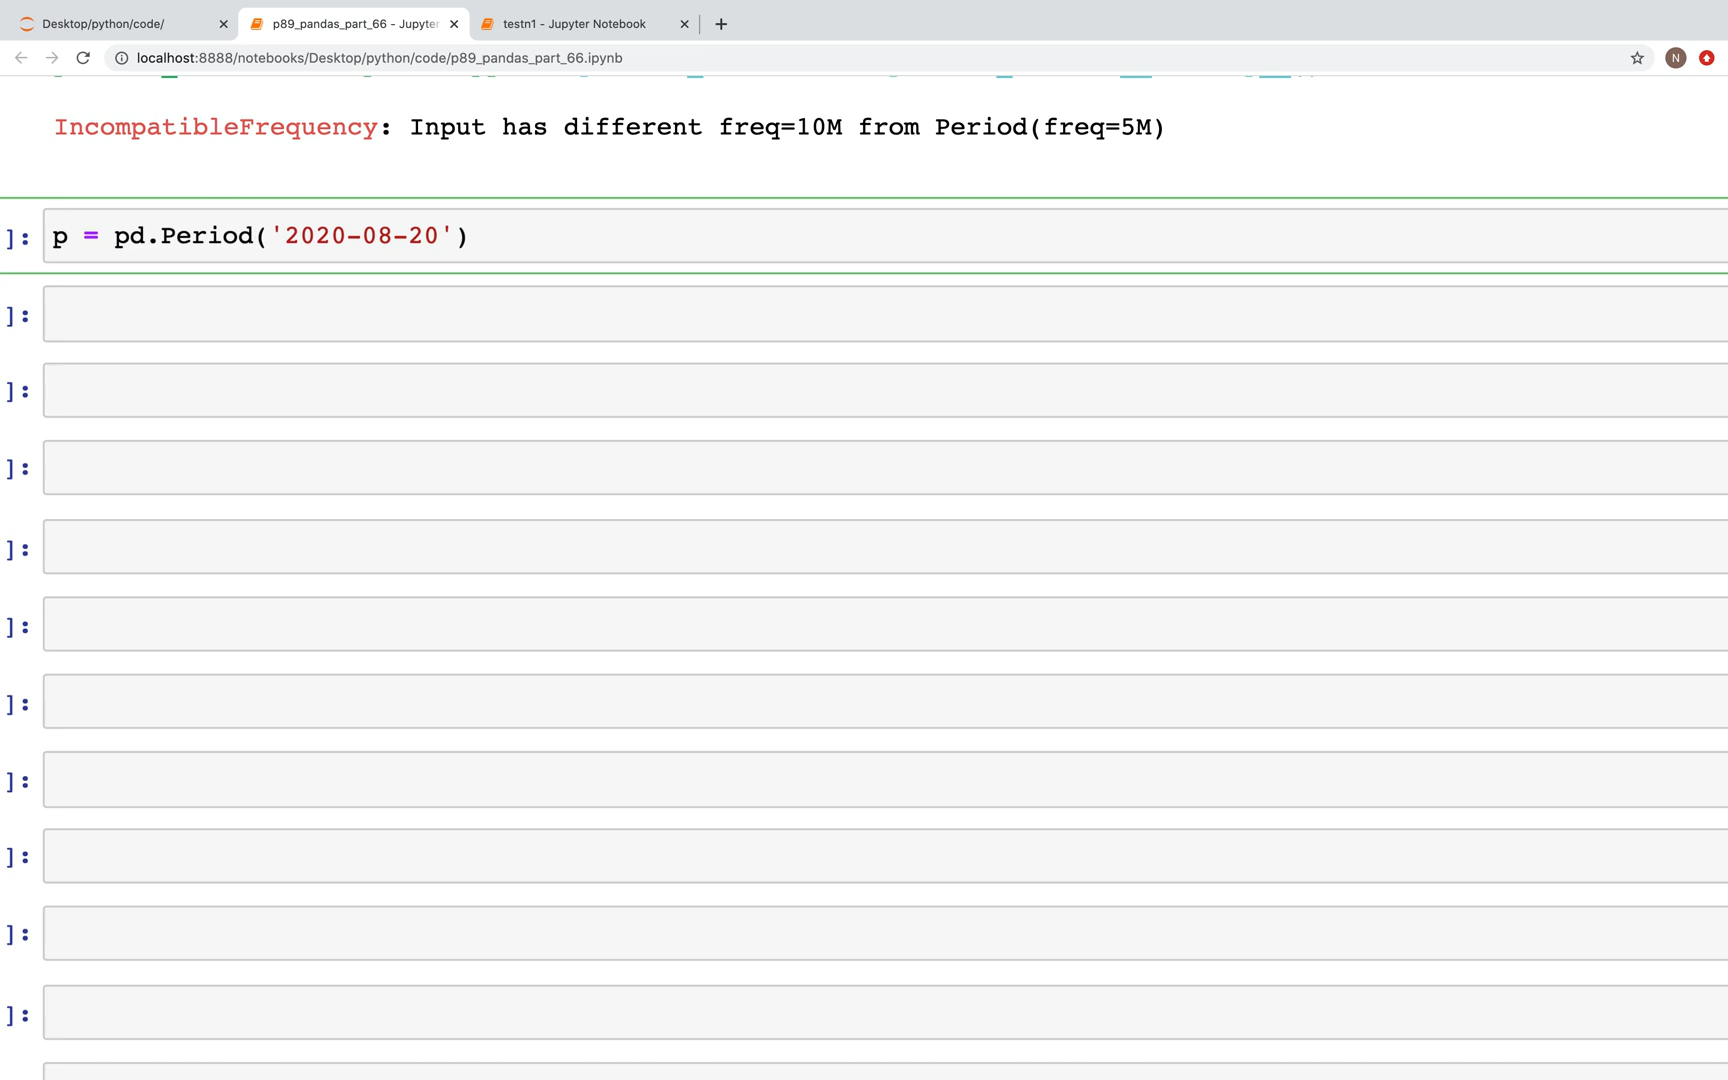 Desktop/python/code/
p89_pandas_part_66 - Jupyter
testn1 - Jupyter Notebook
localhost:8888/notebooks/Desktop/python/code/p89_pandas_part_66.ipynb
N
IncompatibleFrequency: Input has different freq=10M from Period(freq=5M)
]: p = pd.Period('2020-08-20')
]:
]:
]:
]:
]:
]:
]:
]:
]:
]: